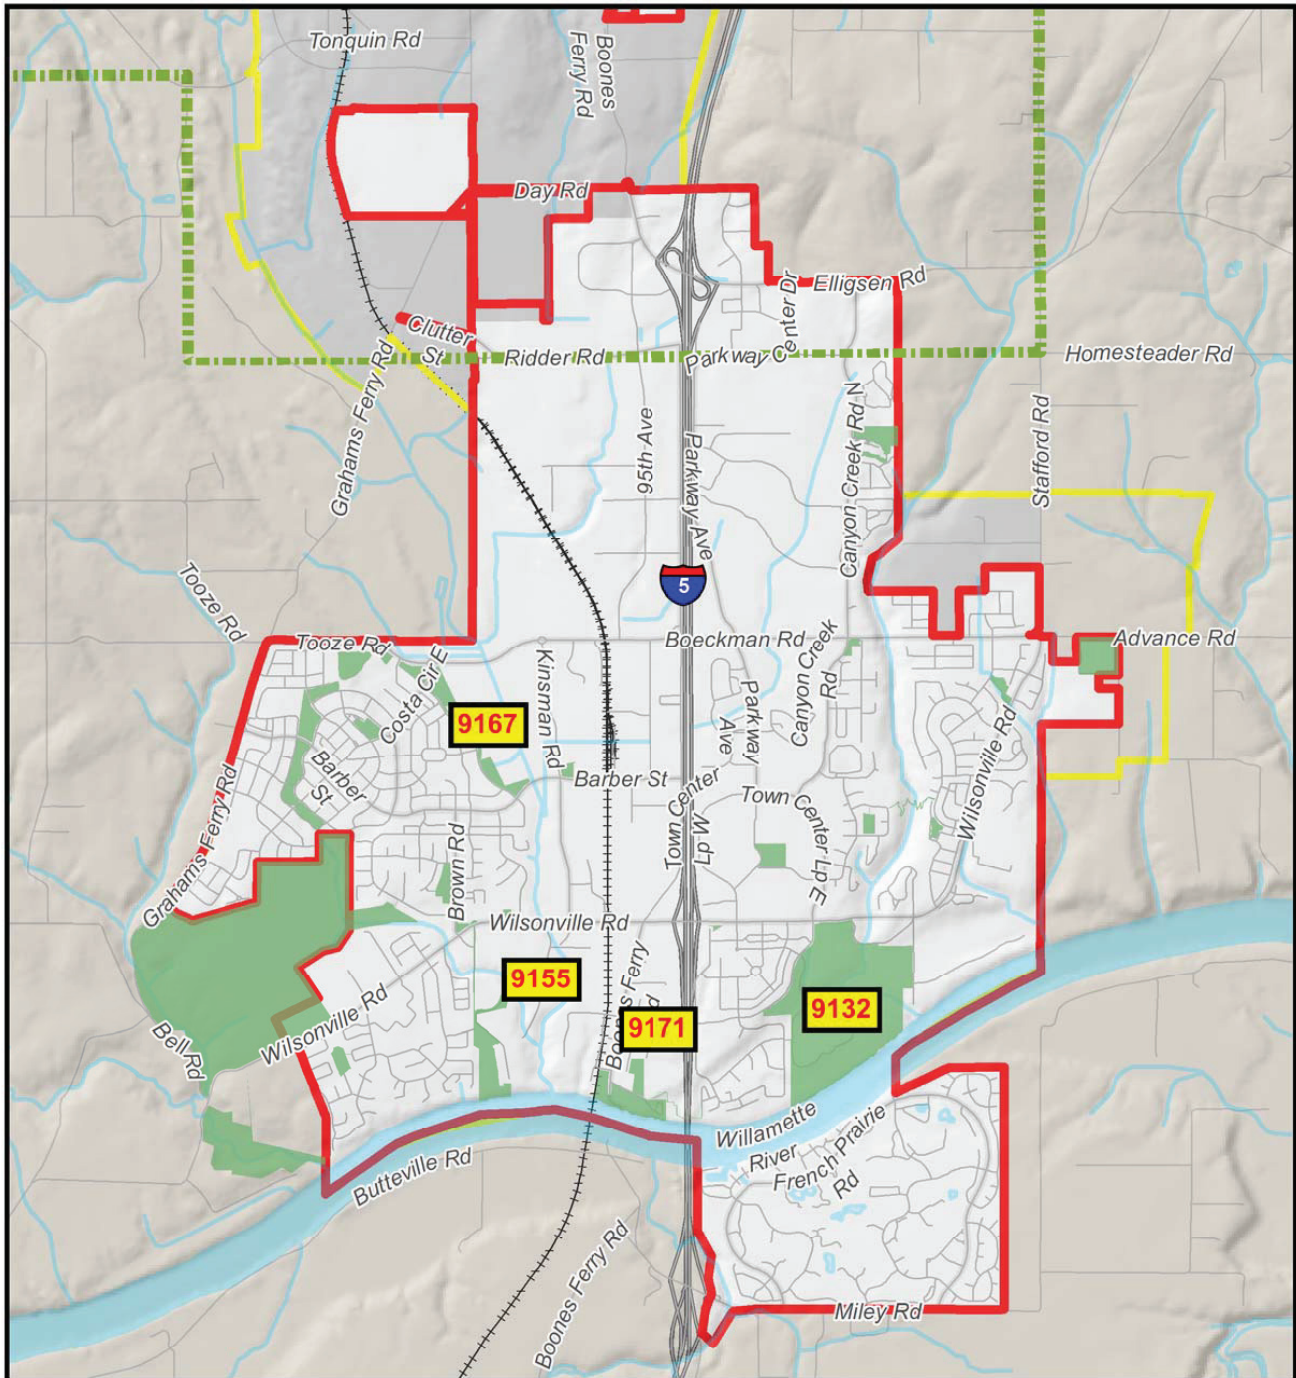 Tonquin Rd
Boones
Ferry Rd
Day Rd
Elligsen Rd
Parkway Center Dr
Clutter
St
Ridder Rd
Homesteader Rd
Grahams Ferry Rd
95th Ave
Parkway Ave
Canyon Creek Rd N
Stafford Rd
5
Tooze Rd
Tooze Rd
Boeckman Rd
Advance Rd
Costa Cir E
Kinsman Rd
Canyon Creek
Rd
Parkway
Ave
9167
Wilsonville Rd
Barber
St
Barber St
Town Center
Lp W
Town Center Lp E
Grahams Ferry Rd
Brown Rd
Wilsonville Rd
9155
Boones Ferry
Rd
9171
9132
Wilsonville Rd
Bell Rd
Willamette
River
French Prairie
Rd
Butteville Rd
Boones Ferry Rd
Miley Rd